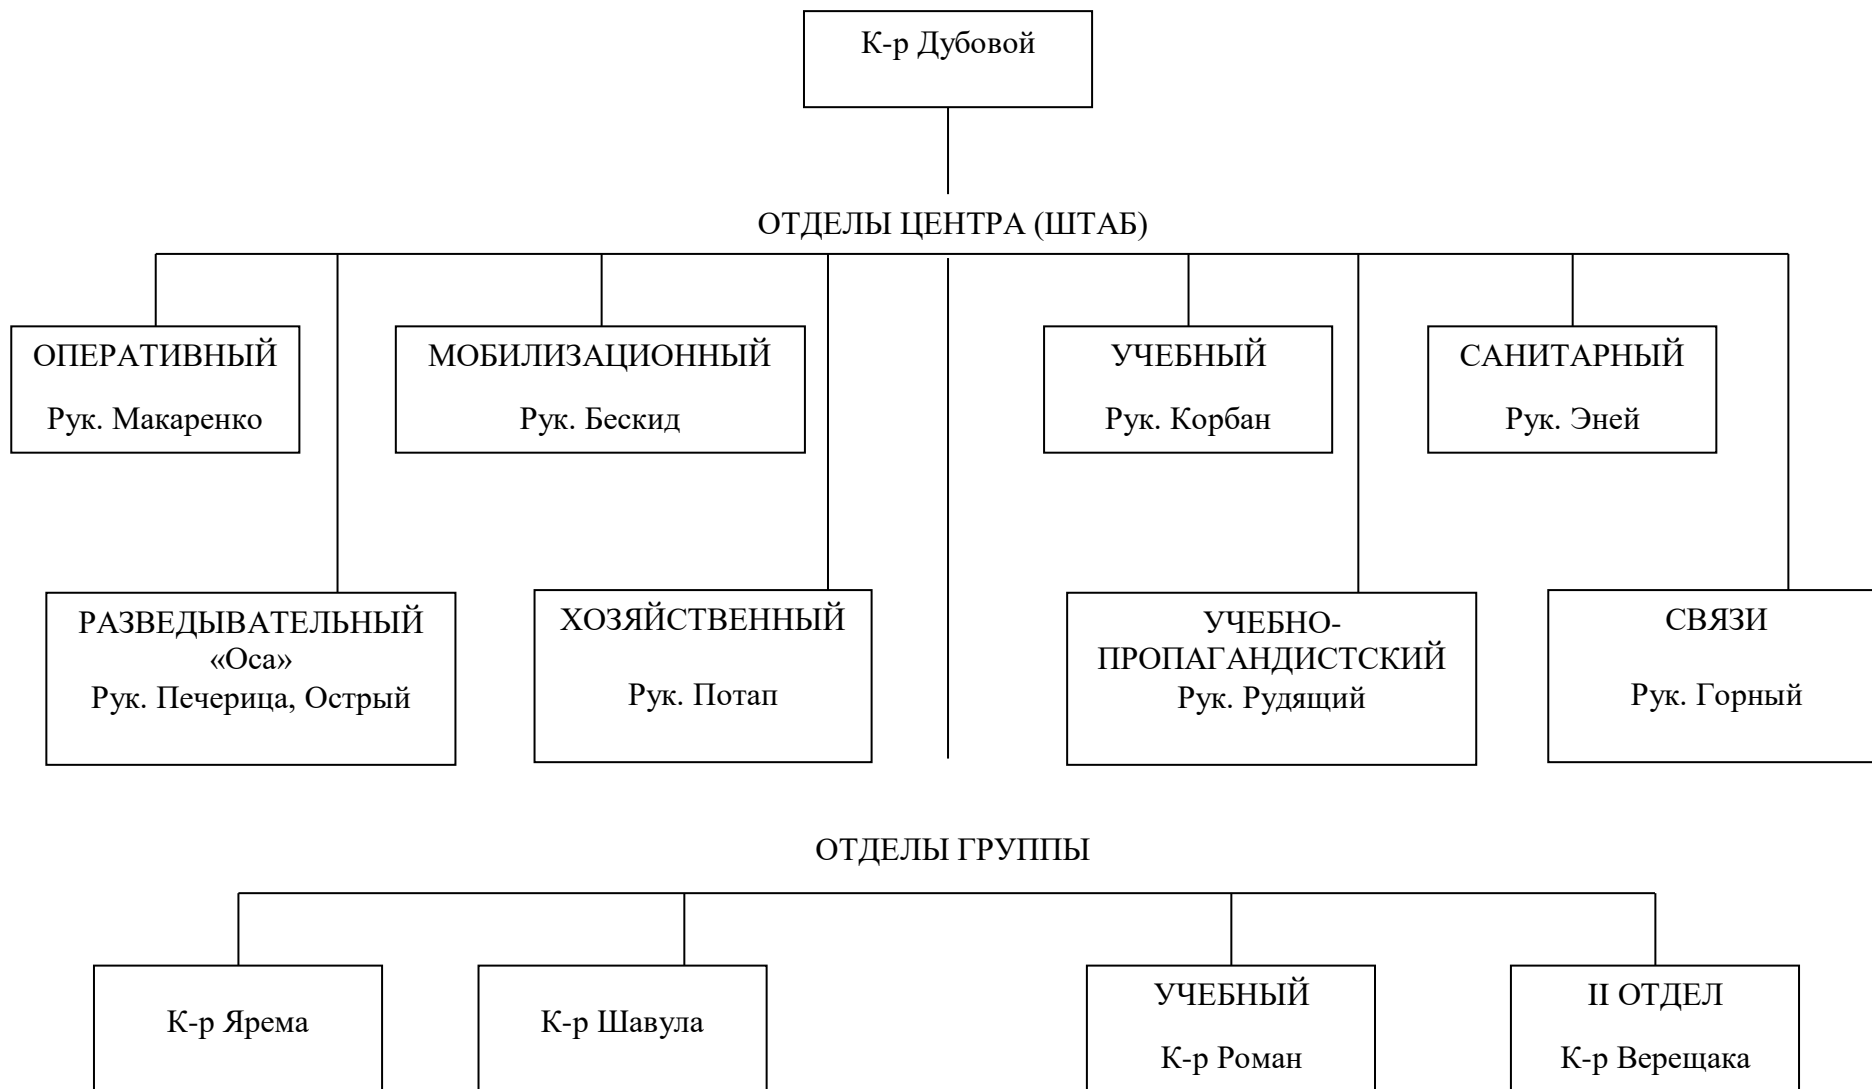 К-р Дубовой
ОТДЕЛЫ ЦЕНТРА (ШТАБ)
ОПЕРАТИВНЫЙ
Рук. Макаренко
МОБИЛИЗАЦИОННЫЙ
Рук. Бескид
УЧЕБНЫЙ
Рук. Корбан
САНИТАРНЫЙ
Рук. Эней
РАЗВЕДЫВАТЕЛЬНЫЙ
«Оса»
Рук. Печерица, Острый
ХОЗЯЙСТВЕННЫЙ
Рук. Потап
УЧЕБНО-
ПРОПАГАНДИСТСКИЙ
Рук. Рудящий
СВЯЗИ
Рук. Горный
ОТДЕЛЫ ГРУППЫ
К-р Ярема
К-р Шавула
УЧЕБНЫЙ
К-р Роман
II ОТДЕЛ
К-р Верещака